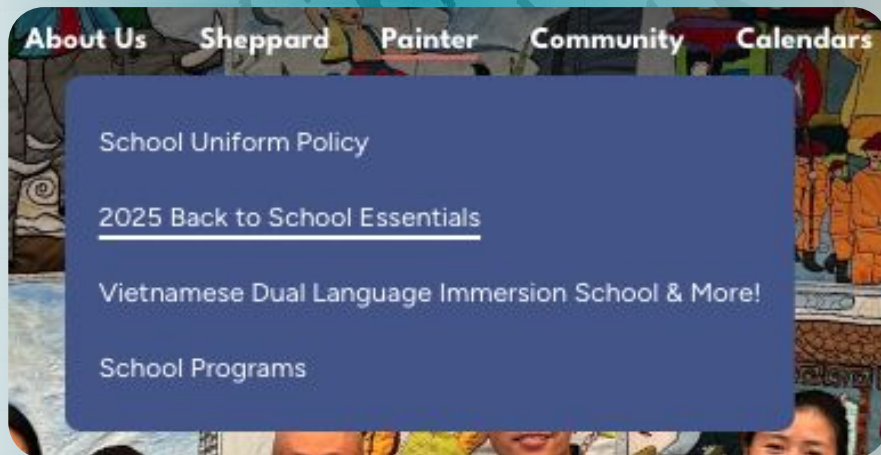 About Us Sheppard Painter Community Calendars
School Uniform Policy
2025 Back to School Essentials
Vietnamese Dual Language Immersion School & More!
School Programs